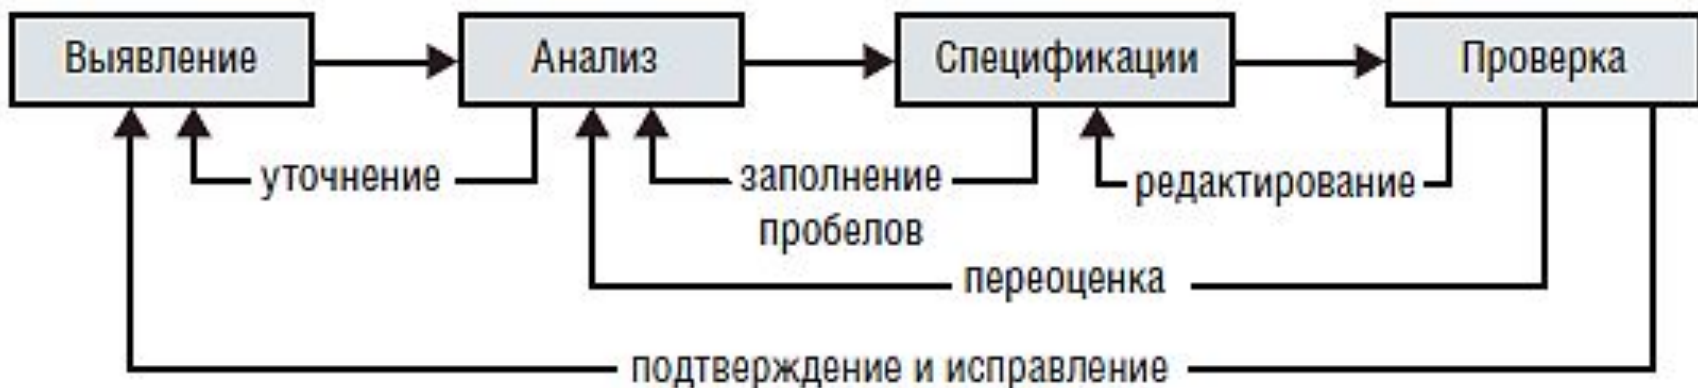 Выявление
Анализ
Спецификации
Проверка
уточнение
заполнение
пробелов
редактирование
переоценка
подтверждение и исправление